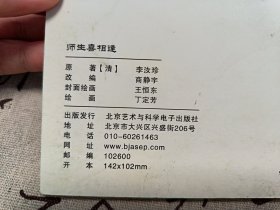 师生喜相逢
原 著【清】 李汝珍
改 编 高静宇
封面绘画 王恒东
绘 画 丁定芳
出版发行 北京艺术与科学电子出版社
地 址 北京市大兴区兴盛街206号
电 话 010-60261463
网 址 www.bjasep.com
邮 编 102600
开 本 142x102mm